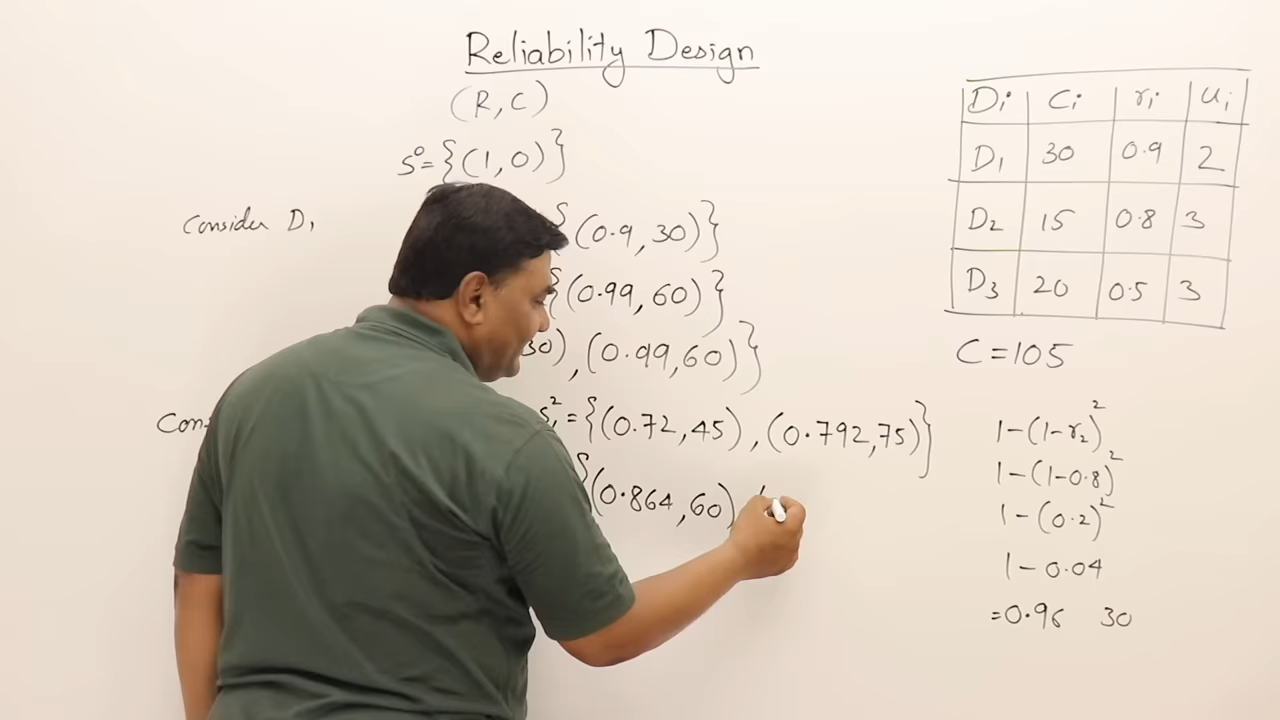 Reliability Design
(R, C)
S⁰ = {(1, 0)}
Consider D₁
{(0.9, 30)}
{(0.99, 60)}
30), (0.99, 60)}
Con
S₁² = {(0.72, 45), (0.792, 75)}
{(0.864, 60), (
Di Ci ri ui
D₁ 30 0.9 2
D₂ 15 0.8 3
D₃ 20 0.5 3
C = 105
1 - (1 - r₂)²
1 - (1 - 0.8)²
1 - (0.2)²
1 - 0.04
= 0.96 30